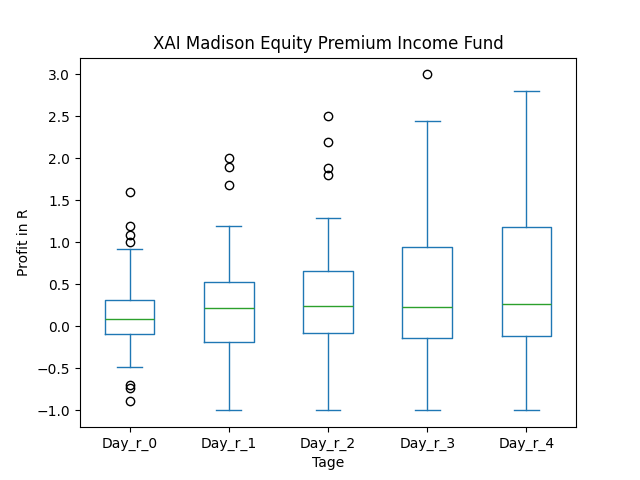 XAI Madison Equity Premium Income Fund
3.0
2.5
2.0
1.5
1.0
0.5
0.0
−0.5
−1.0
Profit in R
Day_r_0 Day_r_1 Day_r_2 Day_r_3 Day_r_4
Tage